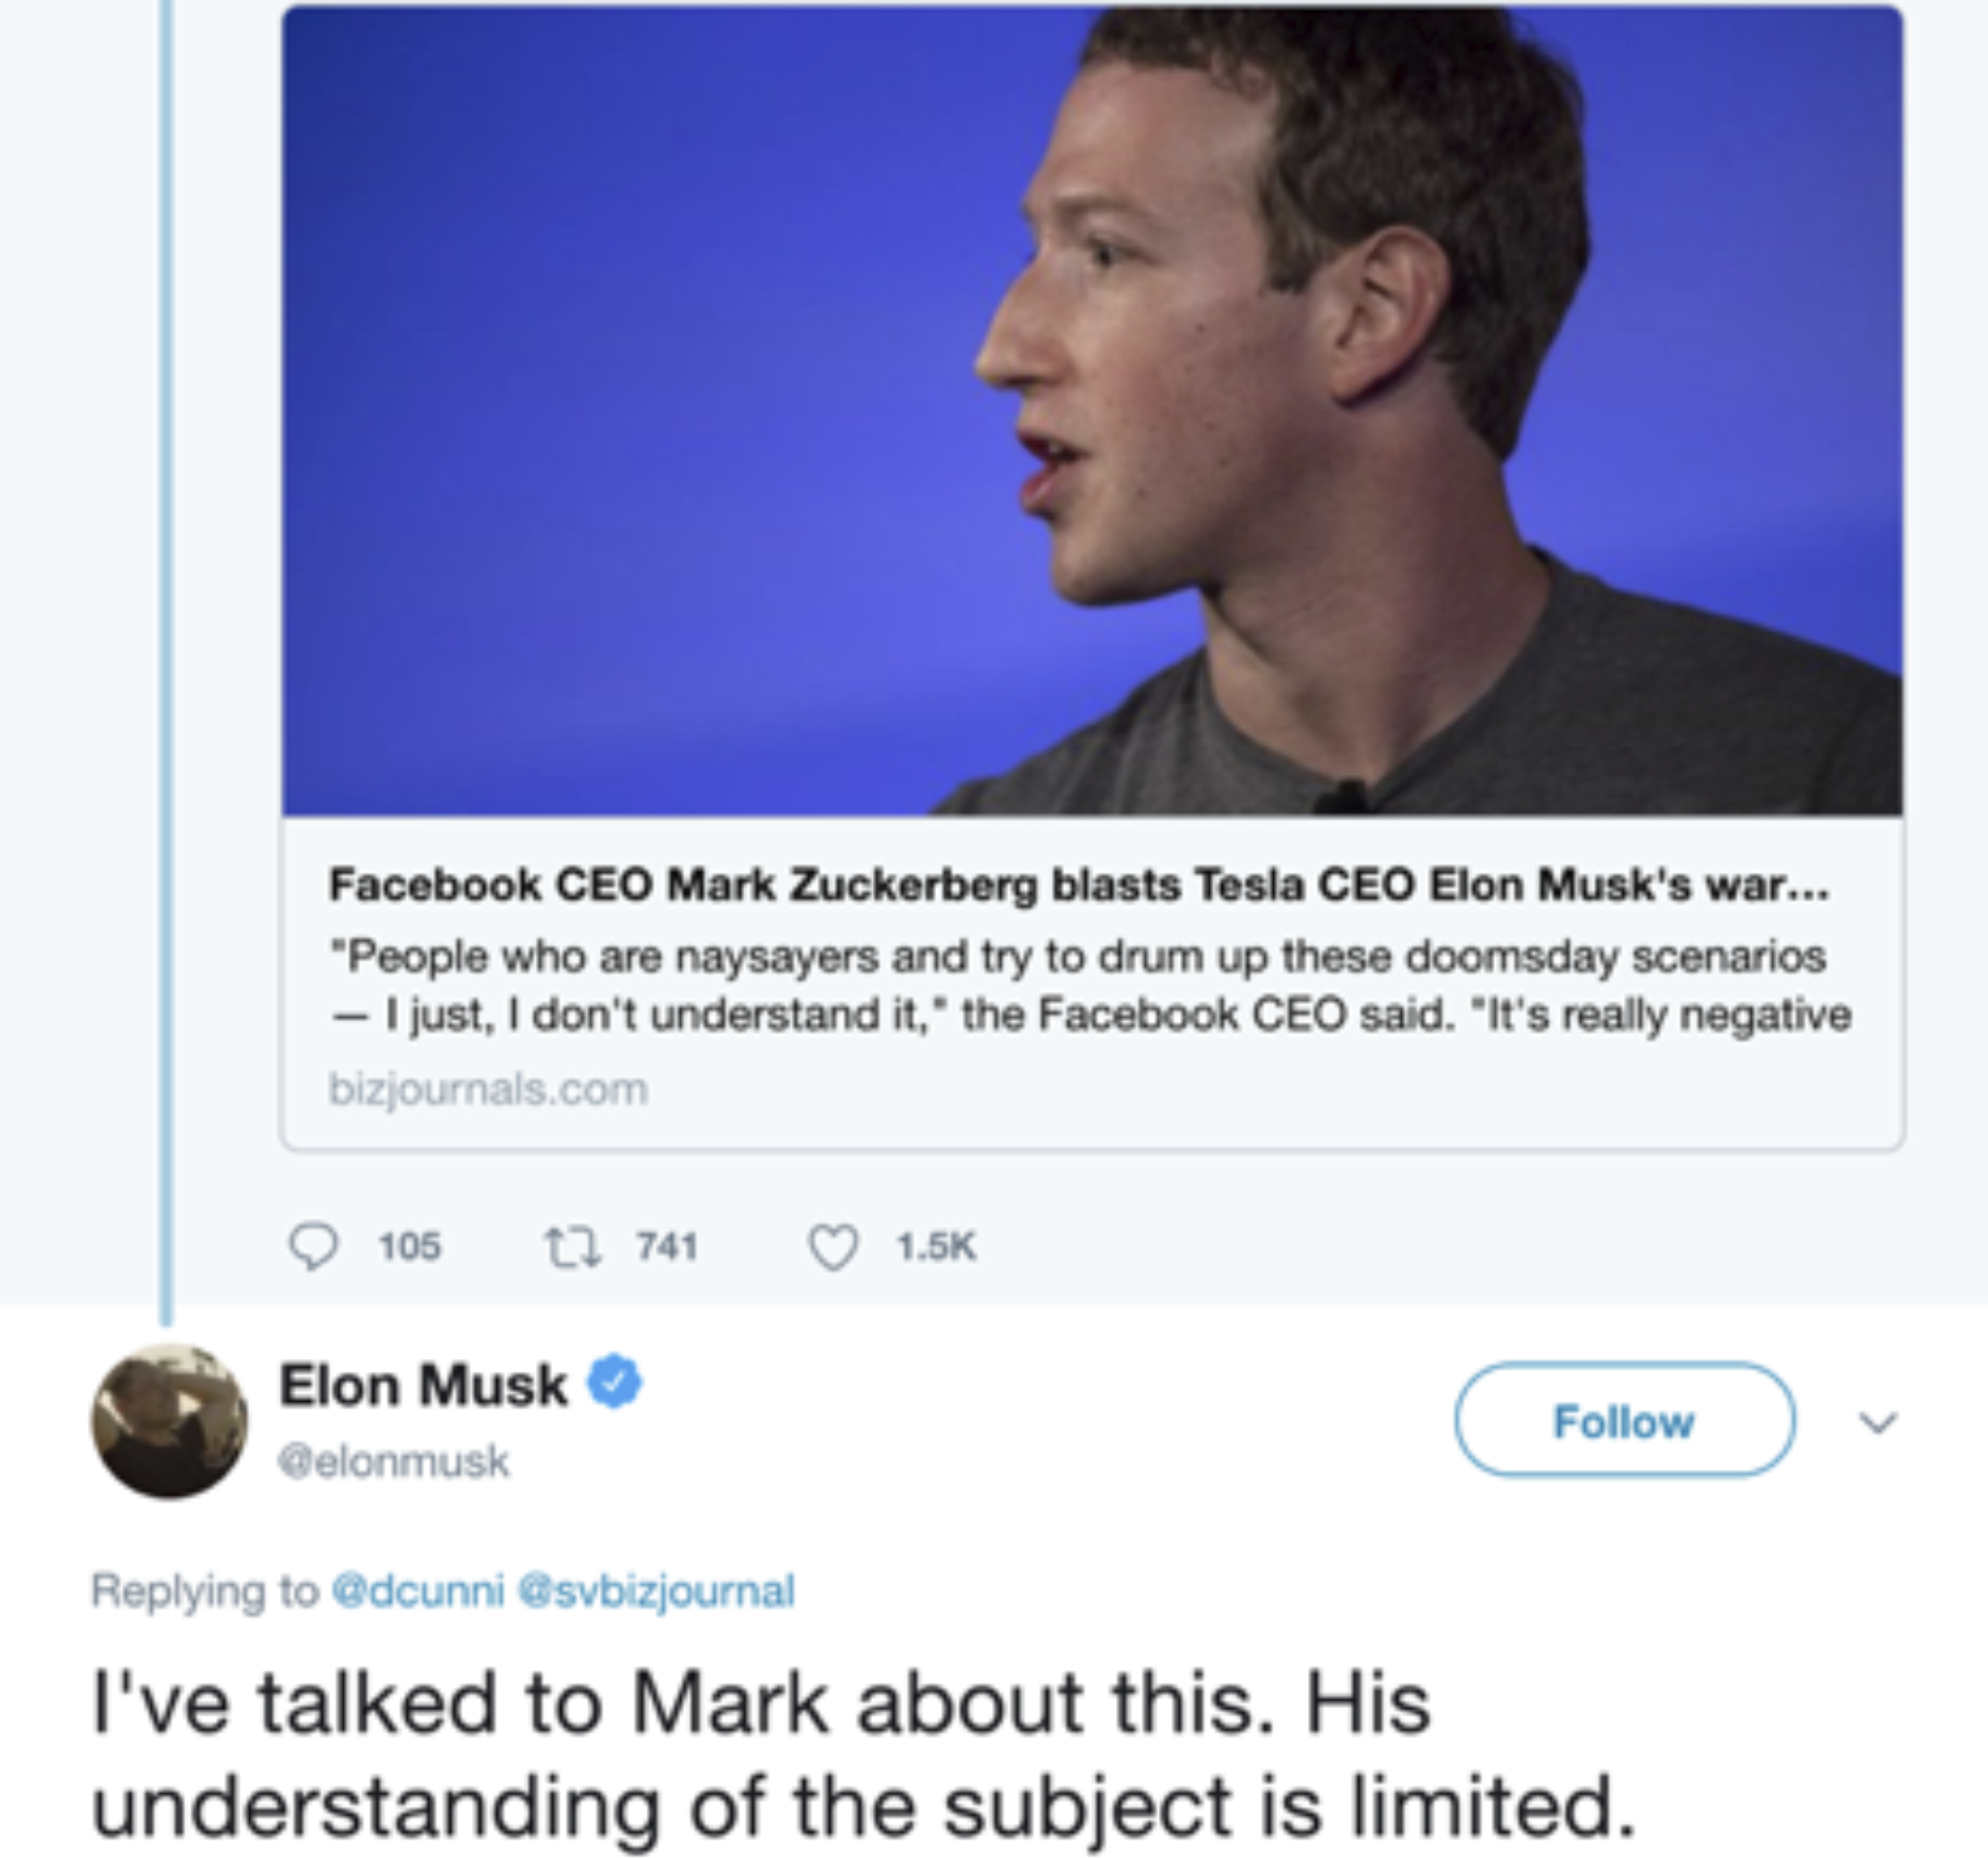 Facebook CEO Mark Zuckerberg blasts Tesla CEO Elon Musk's war...
"People who are naysayers and try to drum up these doomsday scenarios
— I just, I don't understand it," the Facebook CEO said. "It's really negative
bizjournals.com
105 741 1.5K
Elon Musk
@elonmusk
Follow
Replying to @dcunni @svbizjournal
I've talked to Mark about this. His
understanding of the subject is limited.